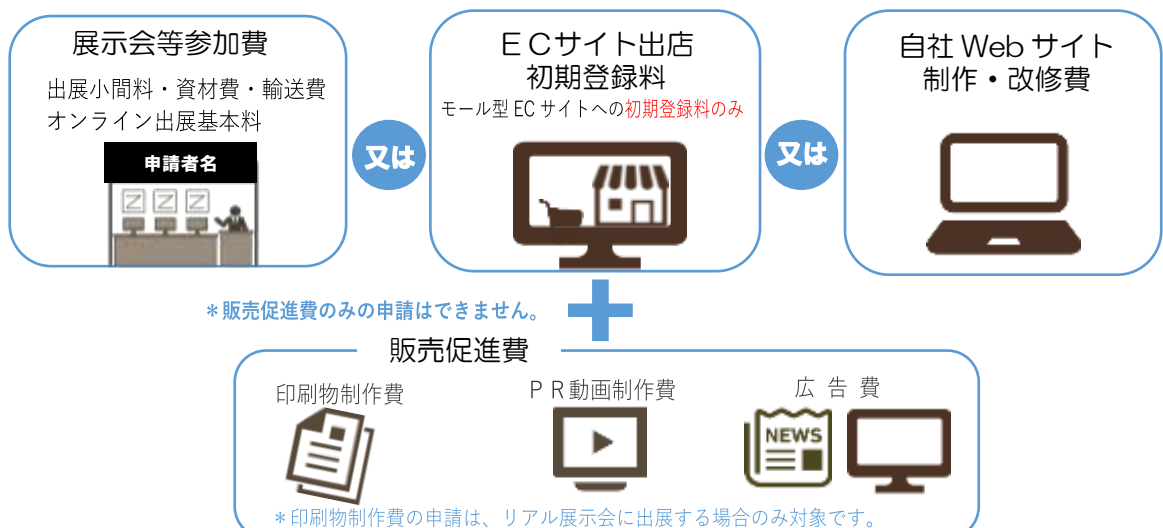 展示会等参加費
出展小間料・資材費・輸送費
オンライン出展基本料
申請者名
又は
ＥＣサイト出店
初期登録料
モール型 EC サイトへの初期登録料のみ
又は
自社 Web サイト
制作・改修費
＊販売促進費のみの申請はできません。
販売促進費
印刷物制作費
ＰＲ動画制作費
広 告 費
NEWS
＊印刷物制作費の申請は、リアル展示会に出展する場合のみ対象です。